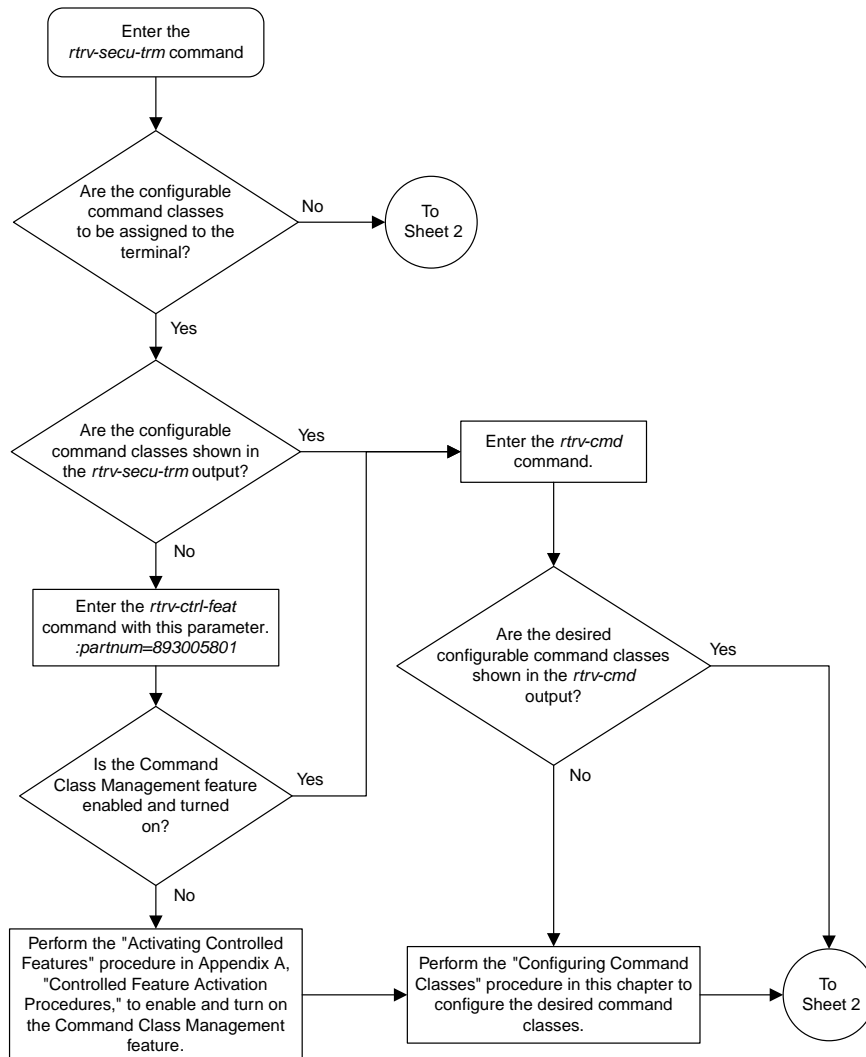 Enter the
rtrv-secu-trm command
Are the configurable
command classes
to be assigned to the
terminal?
No
To
Sheet 2
Yes
Are the configurable
command classes shown in
the rtrv-secu-trm output?
Yes
Enter the rtrv-cmd
command.
No
Enter the rtrv-ctrl-feat
command with this parameter.
:partnum=893005801
Are the desired
configurable command classes
shown in the rtrv-cmd
output?
Yes
No
Is the Command
Class Management feature
enabled and turned
on?
Yes
No
Perform the "Activating Controlled
Features" procedure in Appendix A,
"Controlled Feature Activation
Procedures," to enable and turn on
the Command Class Management
feature.
Perform the "Configuring Command
Classes" procedure in this chapter to
configure the desired command
classes.
To
Sheet 2